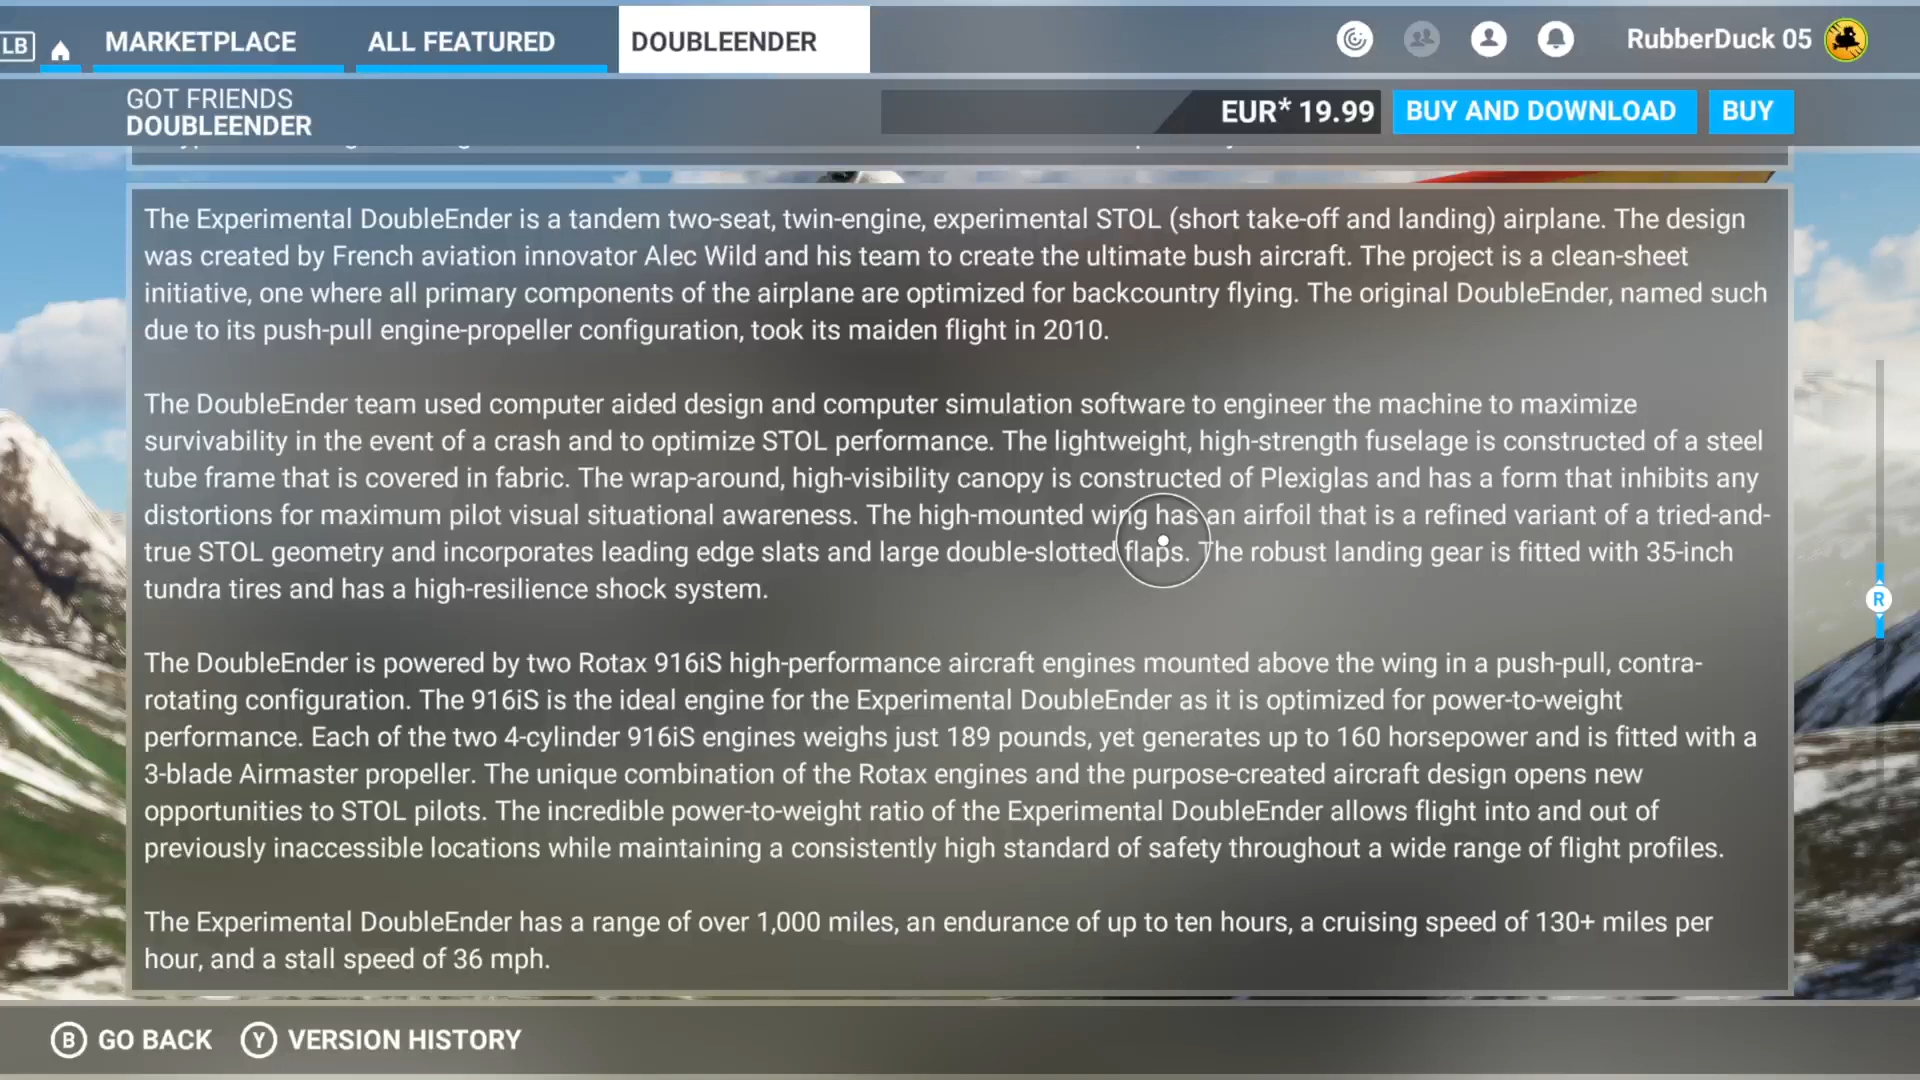 LB
MARKETPLACE
ALL FEATURED
DOUBLEENDER
RubberDuck 05
GOT FRIENDS
DOUBLEENDER
EUR* 19.99
BUY AND DOWNLOAD
BUY
The Experimental DoubleEnder is a tandem two-seat, twin-engine, experimental STOL (short take-off and landing) airplane. The design
was created by French aviation innovator Alec Wild and his team to create the ultimate bush aircraft. The project is a clean-sheet
initiative, one where all primary components of the airplane are optimized for backcountry flying. The original DoubleEnder, named such
due to its push-pull engine-propeller configuration, took its maiden flight in 2010.
The DoubleEnder team used computer aided design and computer simulation software to engineer the machine to maximize
survivability in the event of a crash and to optimize STOL performance. The lightweight, high-strength fuselage is constructed of a steel
tube frame that is covered in fabric. The wrap-around, high-visibility canopy is constructed of Plexiglas and has a form that inhibits any
distortions for maximum pilot visual situational awareness. The high-mounted wing has an airfoil that is a refined variant of a tried-and-
true STOL geometry and incorporates leading edge slats and large double-slotted flaps. The robust landing gear is fitted with 35-inch
tundra tires and has a high-resilience shock system.
R
The DoubleEnder is powered by two Rotax 916iS high-performance aircraft engines mounted above the wing in a push-pull, contra-
rotating configuration. The 916iS is the ideal engine for the Experimental DoubleEnder as it is optimized for power-to-weight
performance. Each of the two 4-cylinder 916iS engines weighs just 189 pounds, yet generates up to 160 horsepower and is fitted with a
3-blade Airmaster propeller. The unique combination of the Rotax engines and the purpose-created aircraft design opens new
opportunities to STOL pilots. The incredible power-to-weight ratio of the Experimental DoubleEnder allows flight into and out of
previously inaccessible locations while maintaining a consistently high standard of safety throughout a wide range of flight profiles.
The Experimental DoubleEnder has a range of over 1,000 miles, an endurance of up to ten hours, a cruising speed of 130+ miles per
hour, and a stall speed of 36 mph.
B GO BACK
Y VERSION HISTORY